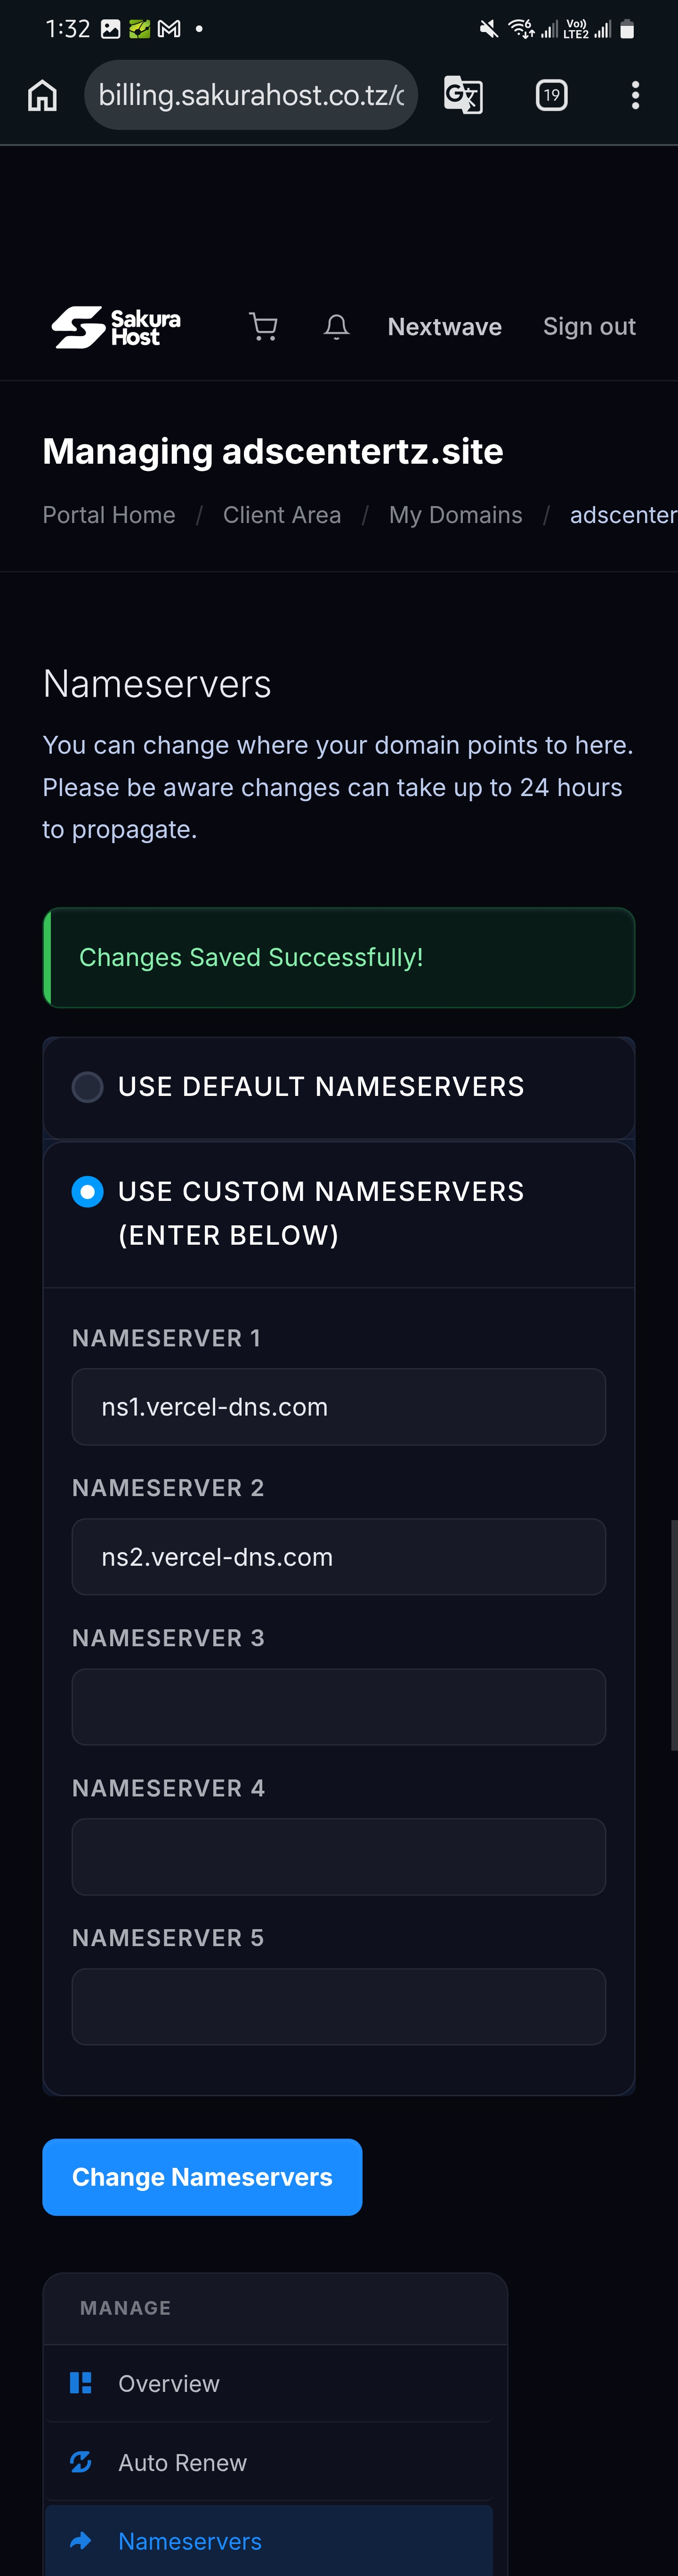 1:32
Vo))
LTE2
6
billing.sakurahost.co.tz/c
G
19
Sakura
Host
Nextwave
Sign out
Managing adscentertz.site
Portal Home / Client Area / My Domains / adscenter
Nameservers
You can change where your domain points to here.
Please be aware changes can take up to 24 hours
to propagate.
Changes Saved Successfully!
USE DEFAULT NAMESERVERS
USE CUSTOM NAMESERVERS
(ENTER BELOW)
NAMESERVER 1
ns1.vercel-dns.com
NAMESERVER 2
ns2.vercel-dns.com
NAMESERVER 3
NAMESERVER 4
NAMESERVER 5
Change Nameservers
MANAGE
Overview
Auto Renew
Nameservers